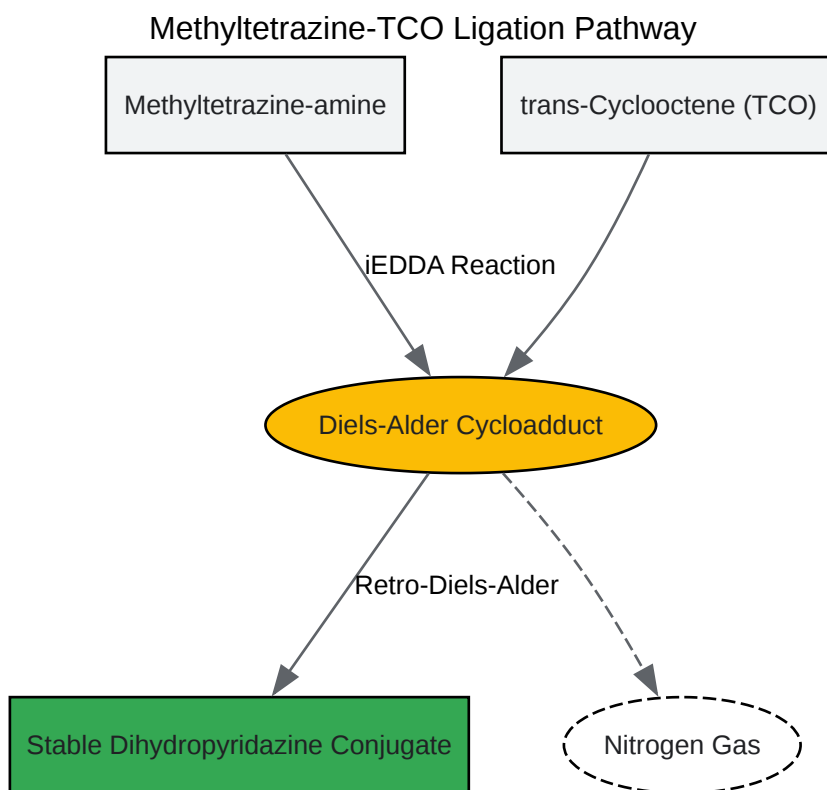 Methyltetrazine-TCO Ligation Pathway
Methyltetrazine-amine
trans-Cyclooctene (TCO)
iEDDA Reaction
Diels-Alder Cycloadduct
Retro-Diels-Alder
Stable Dihydropyridazine Conjugate
Nitrogen Gas